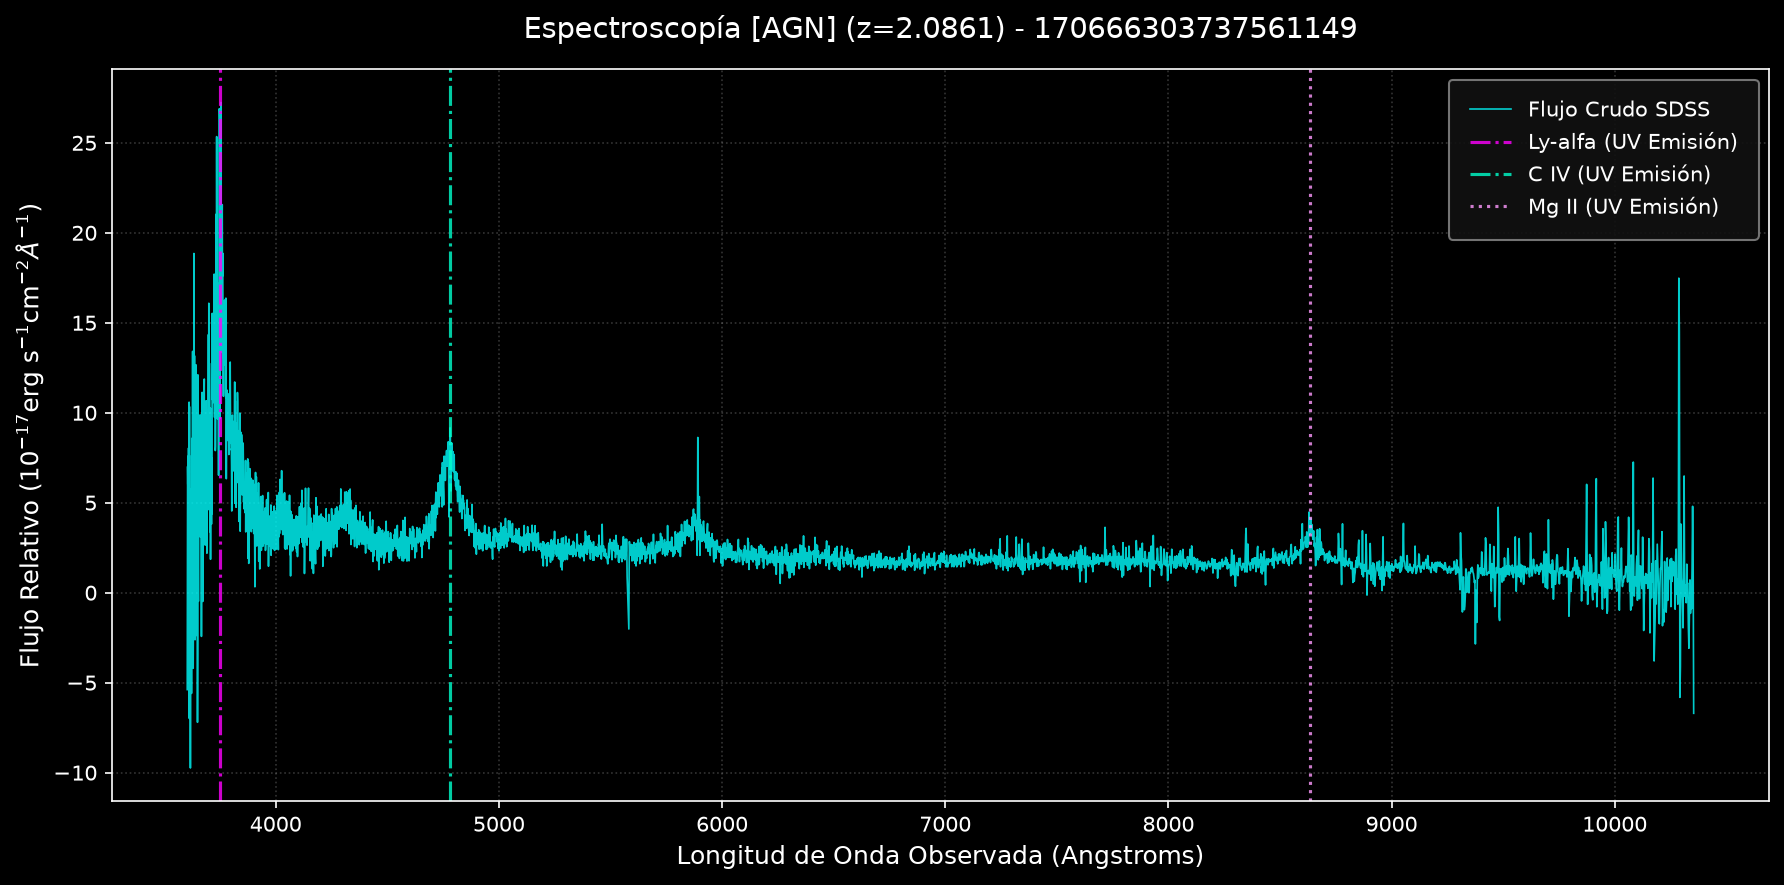 Espectroscopía [AGN] (z=2.0861) - 170666303737561149
Flujo Crudo SDSS
Ly-alfa (UV Emisión)
C IV (UV Emisión)
Mg II (UV Emisión)
Flujo Relativo (10⁻¹⁷erg s⁻¹cm⁻²Å⁻¹)
25
20
15
10
5
0
−5
−10
4000 5000 6000 7000 8000 9000 10000
Longitud de Onda Observada (Angstroms)